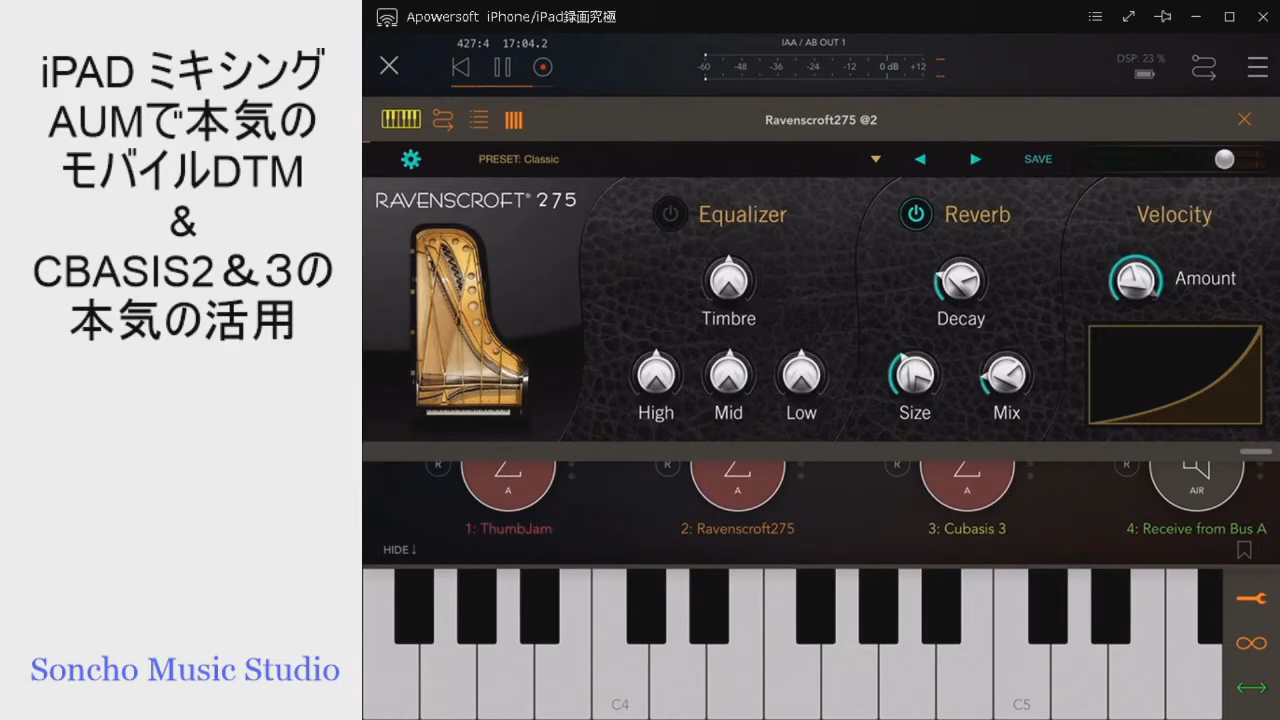 iPAD ミキシング
AUMで本気の
モバイルDTM
&
CBASIS2＆３の
本気の活用
Soncho Music Studio
Apowersoft iPhone/iPad録画究極
427:4 17:04.2
IAA / AB OUT 1
-60 -48 -36 -24 -12 0 dB +12
DSP: 23 %
Ravenscroft275 @2
PRESET: Classic
SAVE
RAVENSCROFT® 275
Equalizer
Reverb
Velocity
Timbre
Decay
Amount
High
Mid
Low
Size
Mix
R
A
R
A
R
A
R
AIR
1: ThumbJam
2: Ravenscroft275
3: Cubasis 3
4: Receive from Bus A
HIDE↓
C4
C5